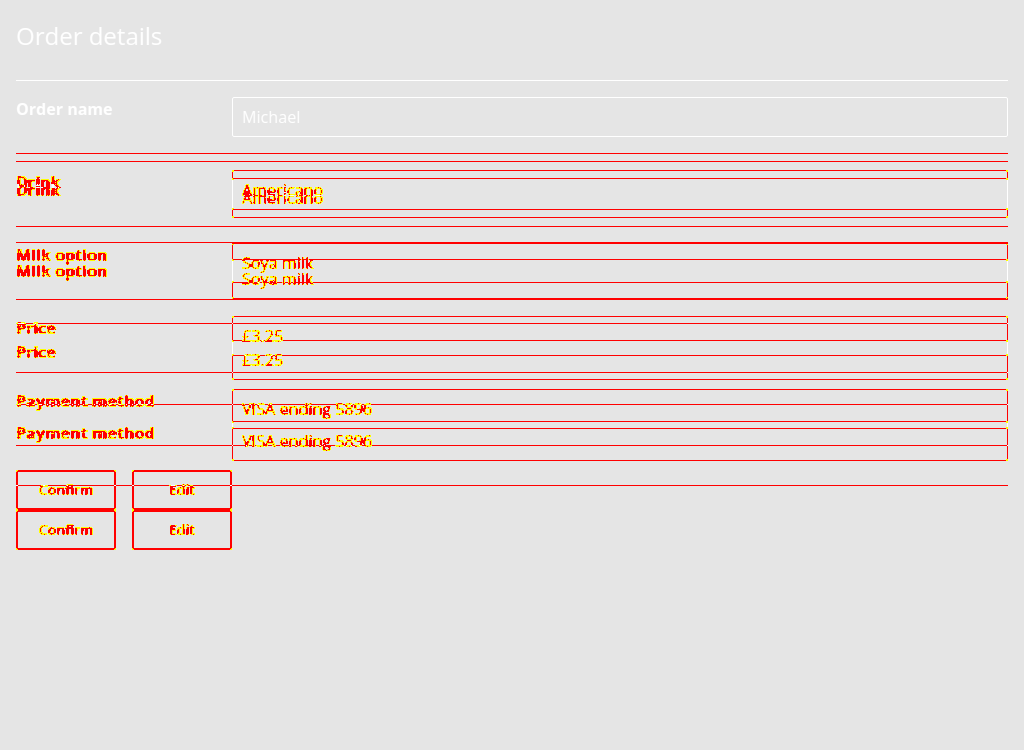 Order details
Order name
Michael
Drink
Drink
Americano
Americano
Milk option
Milk option
Soya milk
Soya milk
Price
Price
£3.25
£3.25
Payment method
VISA ending 5896
Payment method
VISA ending 5896
Confirm Edit
Confirm Edit